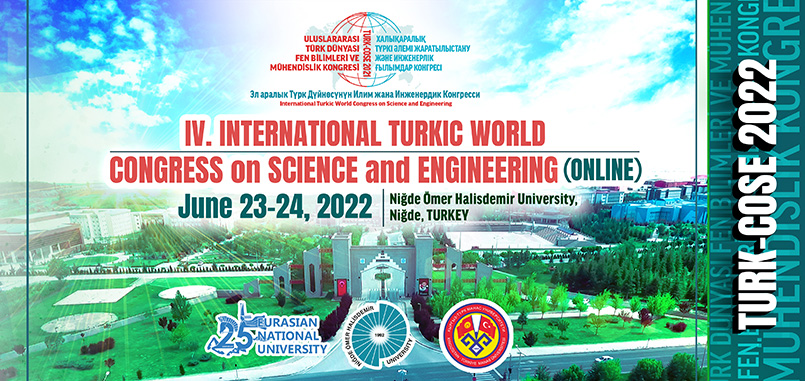 ULUSLARARASI
TÜRK DÜNYASI
FEN BİLİMLERİ VE
MÜHENDİSLİK KONGRESİ
TURK-COSE 2021
ХАЛЫҚАРАЛЫҚ
ТҮРКІ ӘЛЕМІ ЖАРАТЫЛЫСТАНУ
ЖӘНЕ ИНЖЕНЕРЛІК
ҒЫЛЫМДАР КОНГРЕСІ
Эл аралык Түрк Дүйнөсүнүн Илим жана Инженердик Конгресси
International Turkic World Congress on Science and Engineering
IV. INTERNATIONAL TURKIC WORLD
CONGRESS on SCIENCE and ENGINEERING (ONLINE)
June 23-24, 2022
Niğde Ömer Halisdemir University,
Niğde, TURKEY
25
EURASIAN
NATIONAL
UNIVERSITY
NİĞDE ÖMER HALİSDEMİR
UNIVERSITY
1992
TURK-COSE 2022